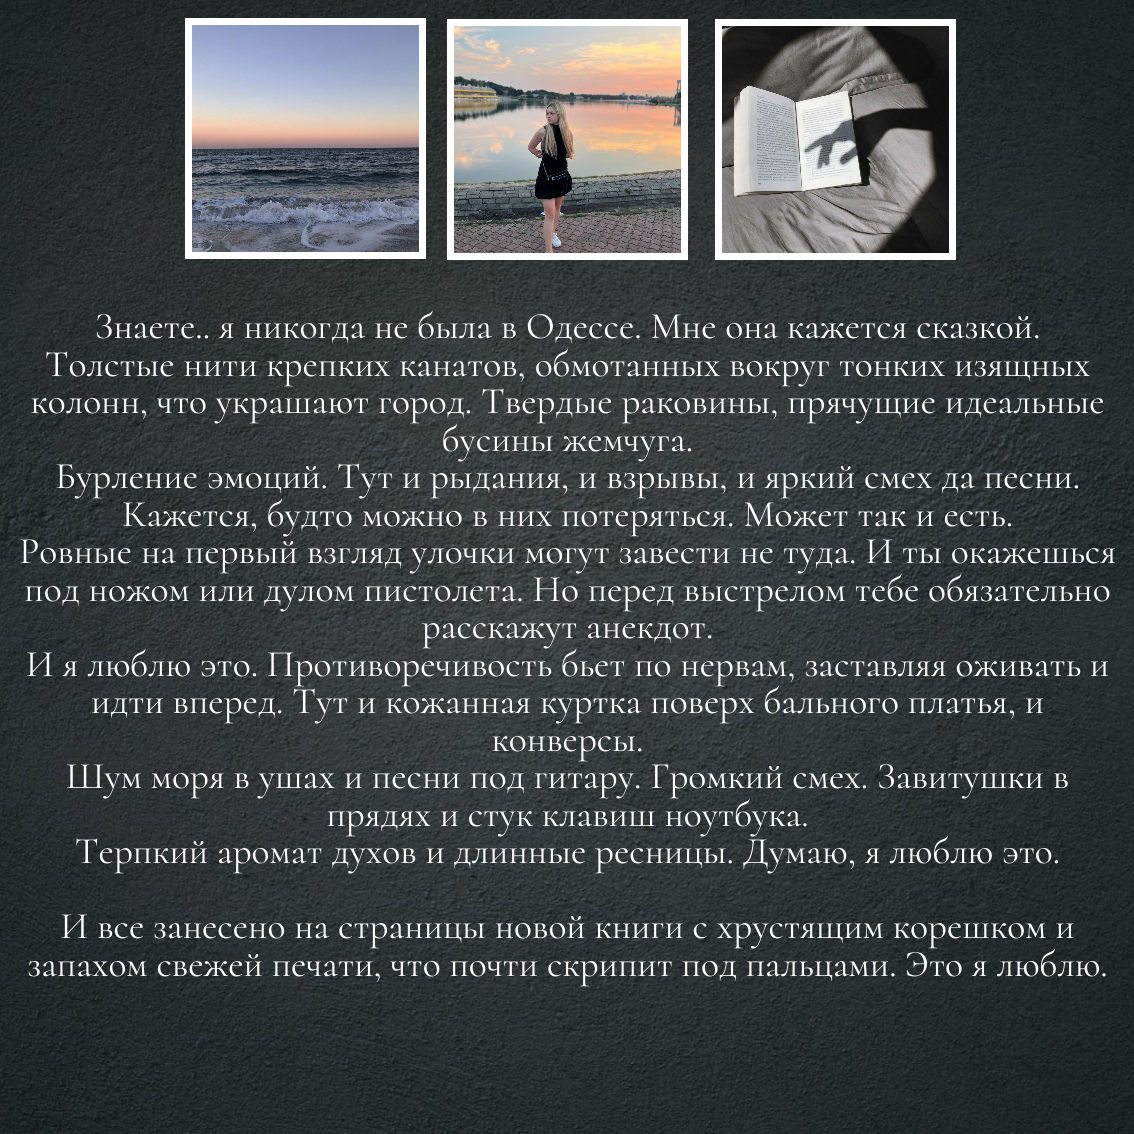 Знаете.. я никогда не была в Одессе. Мне она кажется сказкой.
Толстые нити крепких канатов, обмотанных вокруг тонких изящных
колонн, что украшают город. Твердые раковины, прячущие идеальные
бусины жемчуга.
Бурление эмоций. Тут и рыдания, и взрывы, и яркий смех да песни.
Кажется, будто можно в них потеряться. Может так и есть.
Ровные на первый взгляд улочки могут завести не туда. И ты окажешься
под ножом или дулом пистолета. Но перед выстрелом тебе обязательно
расскажут анекдот.
И я люблю это. Противоречивость бьет по нервам, заставляя оживать и
идти вперед. Тут и кожанная куртка поверх бального платья, и
конверсы.
Шум моря в ушах и песни под гитару. Громкий смех. Завитушки в
прядях и стук клавиш ноутбука.
Терпкий аромат духов и длинные ресницы. Думаю, я люблю это.
И все занесено на страницы новой книги с хрустящим корешком и
запахом свежей печати, что почти скрипит под пальцами. Это я люблю.